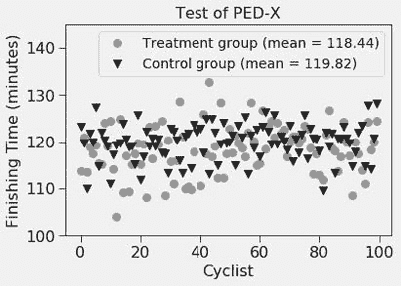 Test of PED-X
Treatment group (mean = 118.44)
Control group (mean = 119.82)
Finishing Time (minutes)
140
130
120
110
100
0 20 40 60 80 100
Cyclist